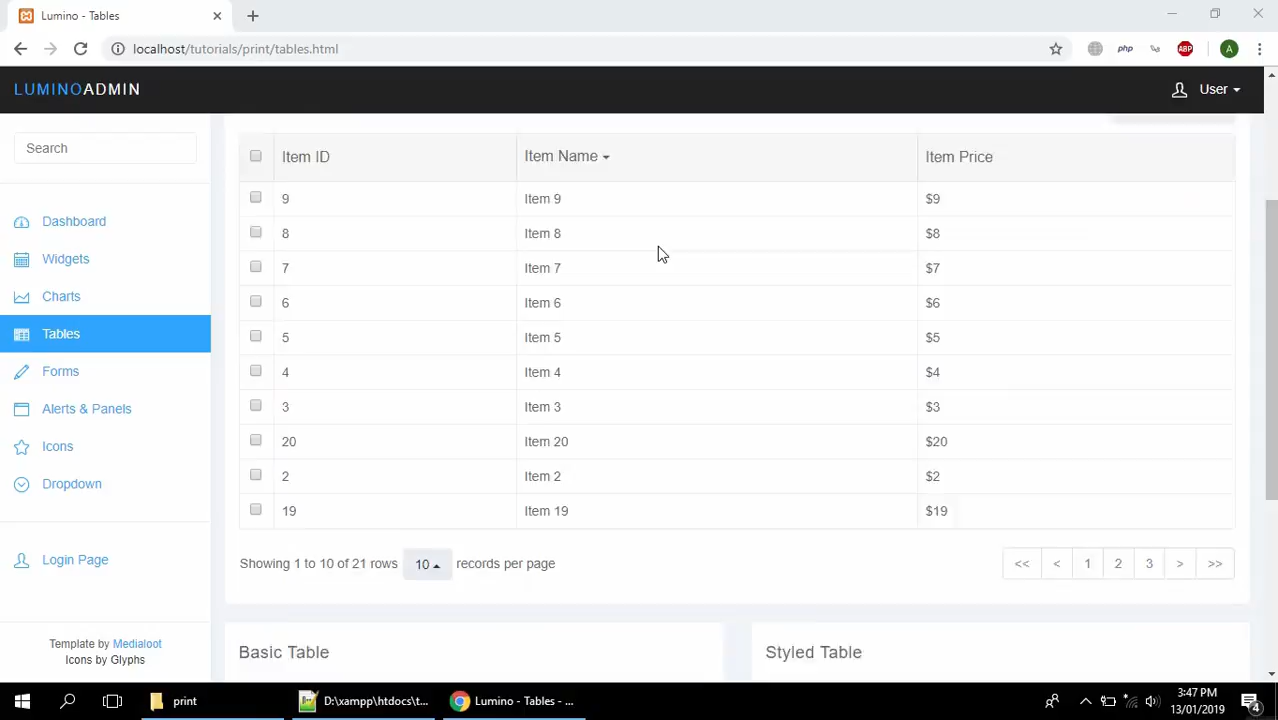 Lumino - Tables
localhost/tutorials/print/tables.html
php
ABP
A
LUMINOADMIN
User
Search
Dashboard
Widgets
Charts
Tables
Forms
Alerts & Panels
Icons
Dropdown
Login Page
Template by Medialoot
Icons by Glyphs
Item ID Item Name Item Price
9 Item 9 $9
8 Item 8 $8
7 Item 7 $7
6 Item 6 $6
5 Item 5 $5
4 Item 4 $4
3 Item 3 $3
20 Item 20 $20
2 Item 2 $2
19 Item 19 $19
Showing 1 to 10 of 21 rows 10 records per page
<< < 1 2 3 > >>
Basic Table
Styled Table
print
D:\xampp\htdocs\t...
Lumino - Tables - ...
3:47 PM
13/01/2019
4